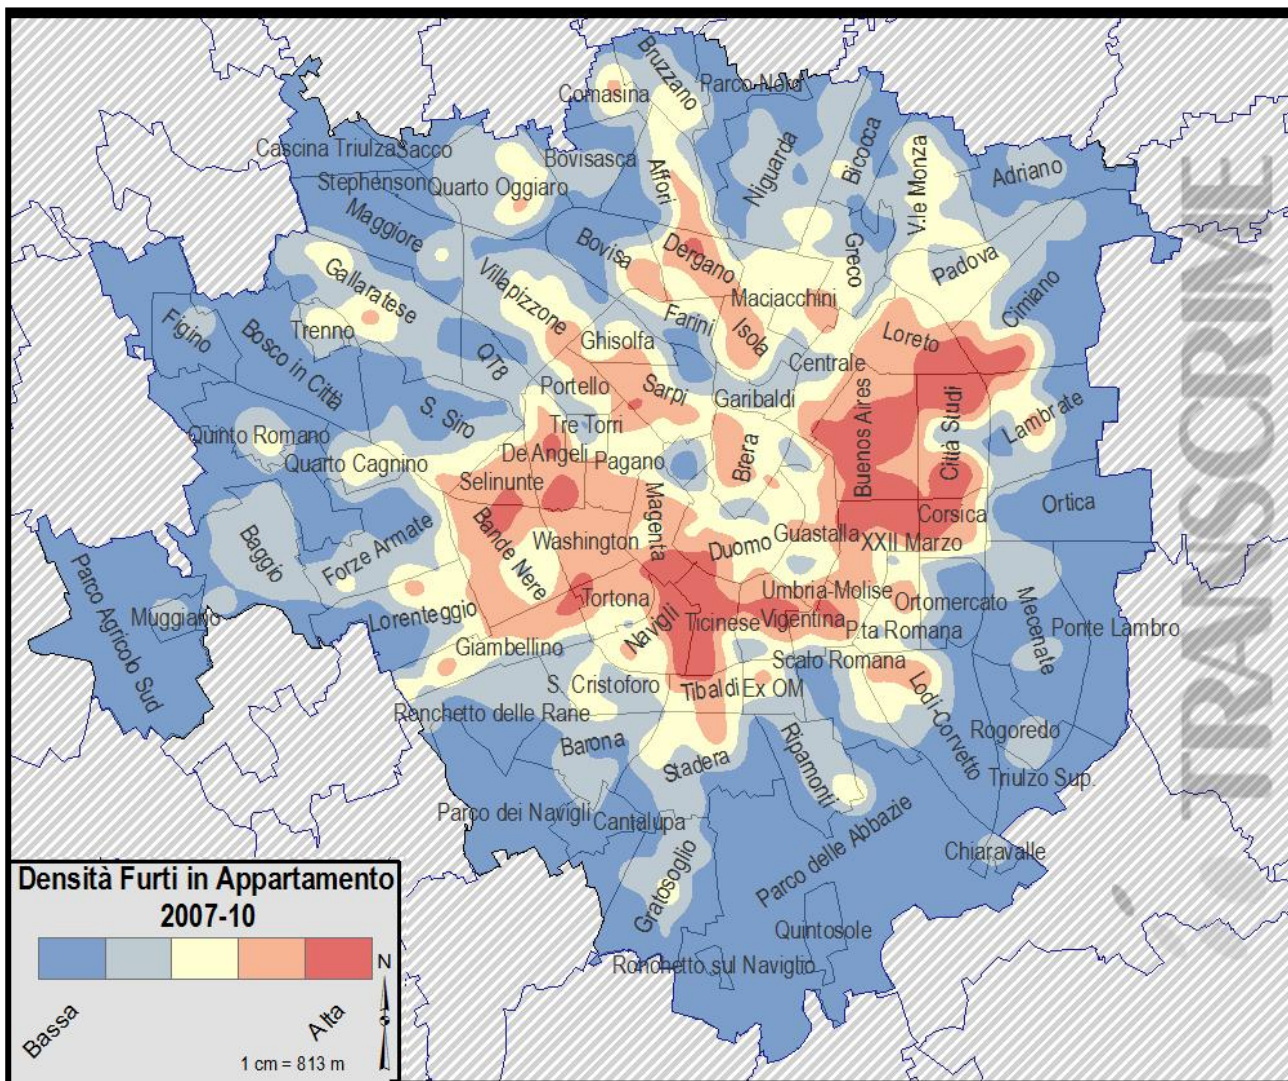 Bruzzano
Parco Nord
Comasina
Cascina Triulza
Sacco
Bovisasca
Affori
Niguarda
Bicocca
V.le Monza
Adriano
Stephenson
Quarto Oggiaro
Maggiore
Bovisa
Dergano
Greco
Padova
Cimiano
Gallaratese
Villapizzone
Maciacchini
Figino
Trenno
Bosco in Città
QT8
Ghisolfa
Farini
Isola
Loreto
Centrale
Portello
Sarpi
Garibaldi
Buenos Aires
Città Studi
Lambrate
S. Siro
Tre Torri
Quinto Romano
Quarto Cagnino
De Angeli
Pagano
Brera
Selinunte
Magenta
Corsica
Ortica
Baggio
Forze Armate
Bande Nere
Washington
Duomo
Guastalla
XXII Marzo
Parco Agricolo Sud
Muggiano
Lorenteggio
Tortona
Umbria-Molise
Ortomercato
Mecenate
Ponte Lambro
Giambellino
Navigli
Ticinese
Vigentina
P.ta Romana
Scalo Romana
S. Cristoforo
Tibaldi
Ex OM
Lodi-Corvetto
Ronchetto delle Rane
Barona
Stadera
Ripamonti
Rogoredo
Triulzo Sup.
Parco dei Navigli
Cantalupa
Parco delle Abbazie
Chiaravalle
Gratosoglio
Quintosole
Ronchetto sul Naviglio
TRANSCRIME
Densità Furti in Appartamento
2007-10
N
Bassa
Alta
1 cm = 813 m